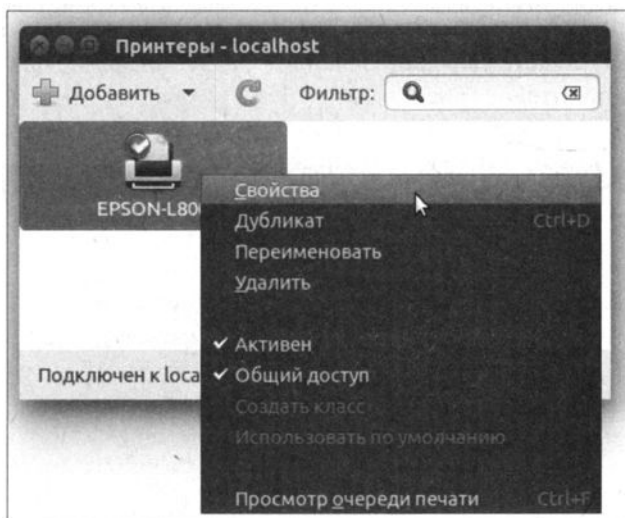 Принтеры - localhost
Добавить Фильтр:
EPSON-L80
Свойства
Дубликат Ctrl+D
Переименовать
Удалить
Активен
Подключен к loca
Общий доступ
Создать класс
Использовать по умолчанию
Просмотр очереди печати Ctrl+F